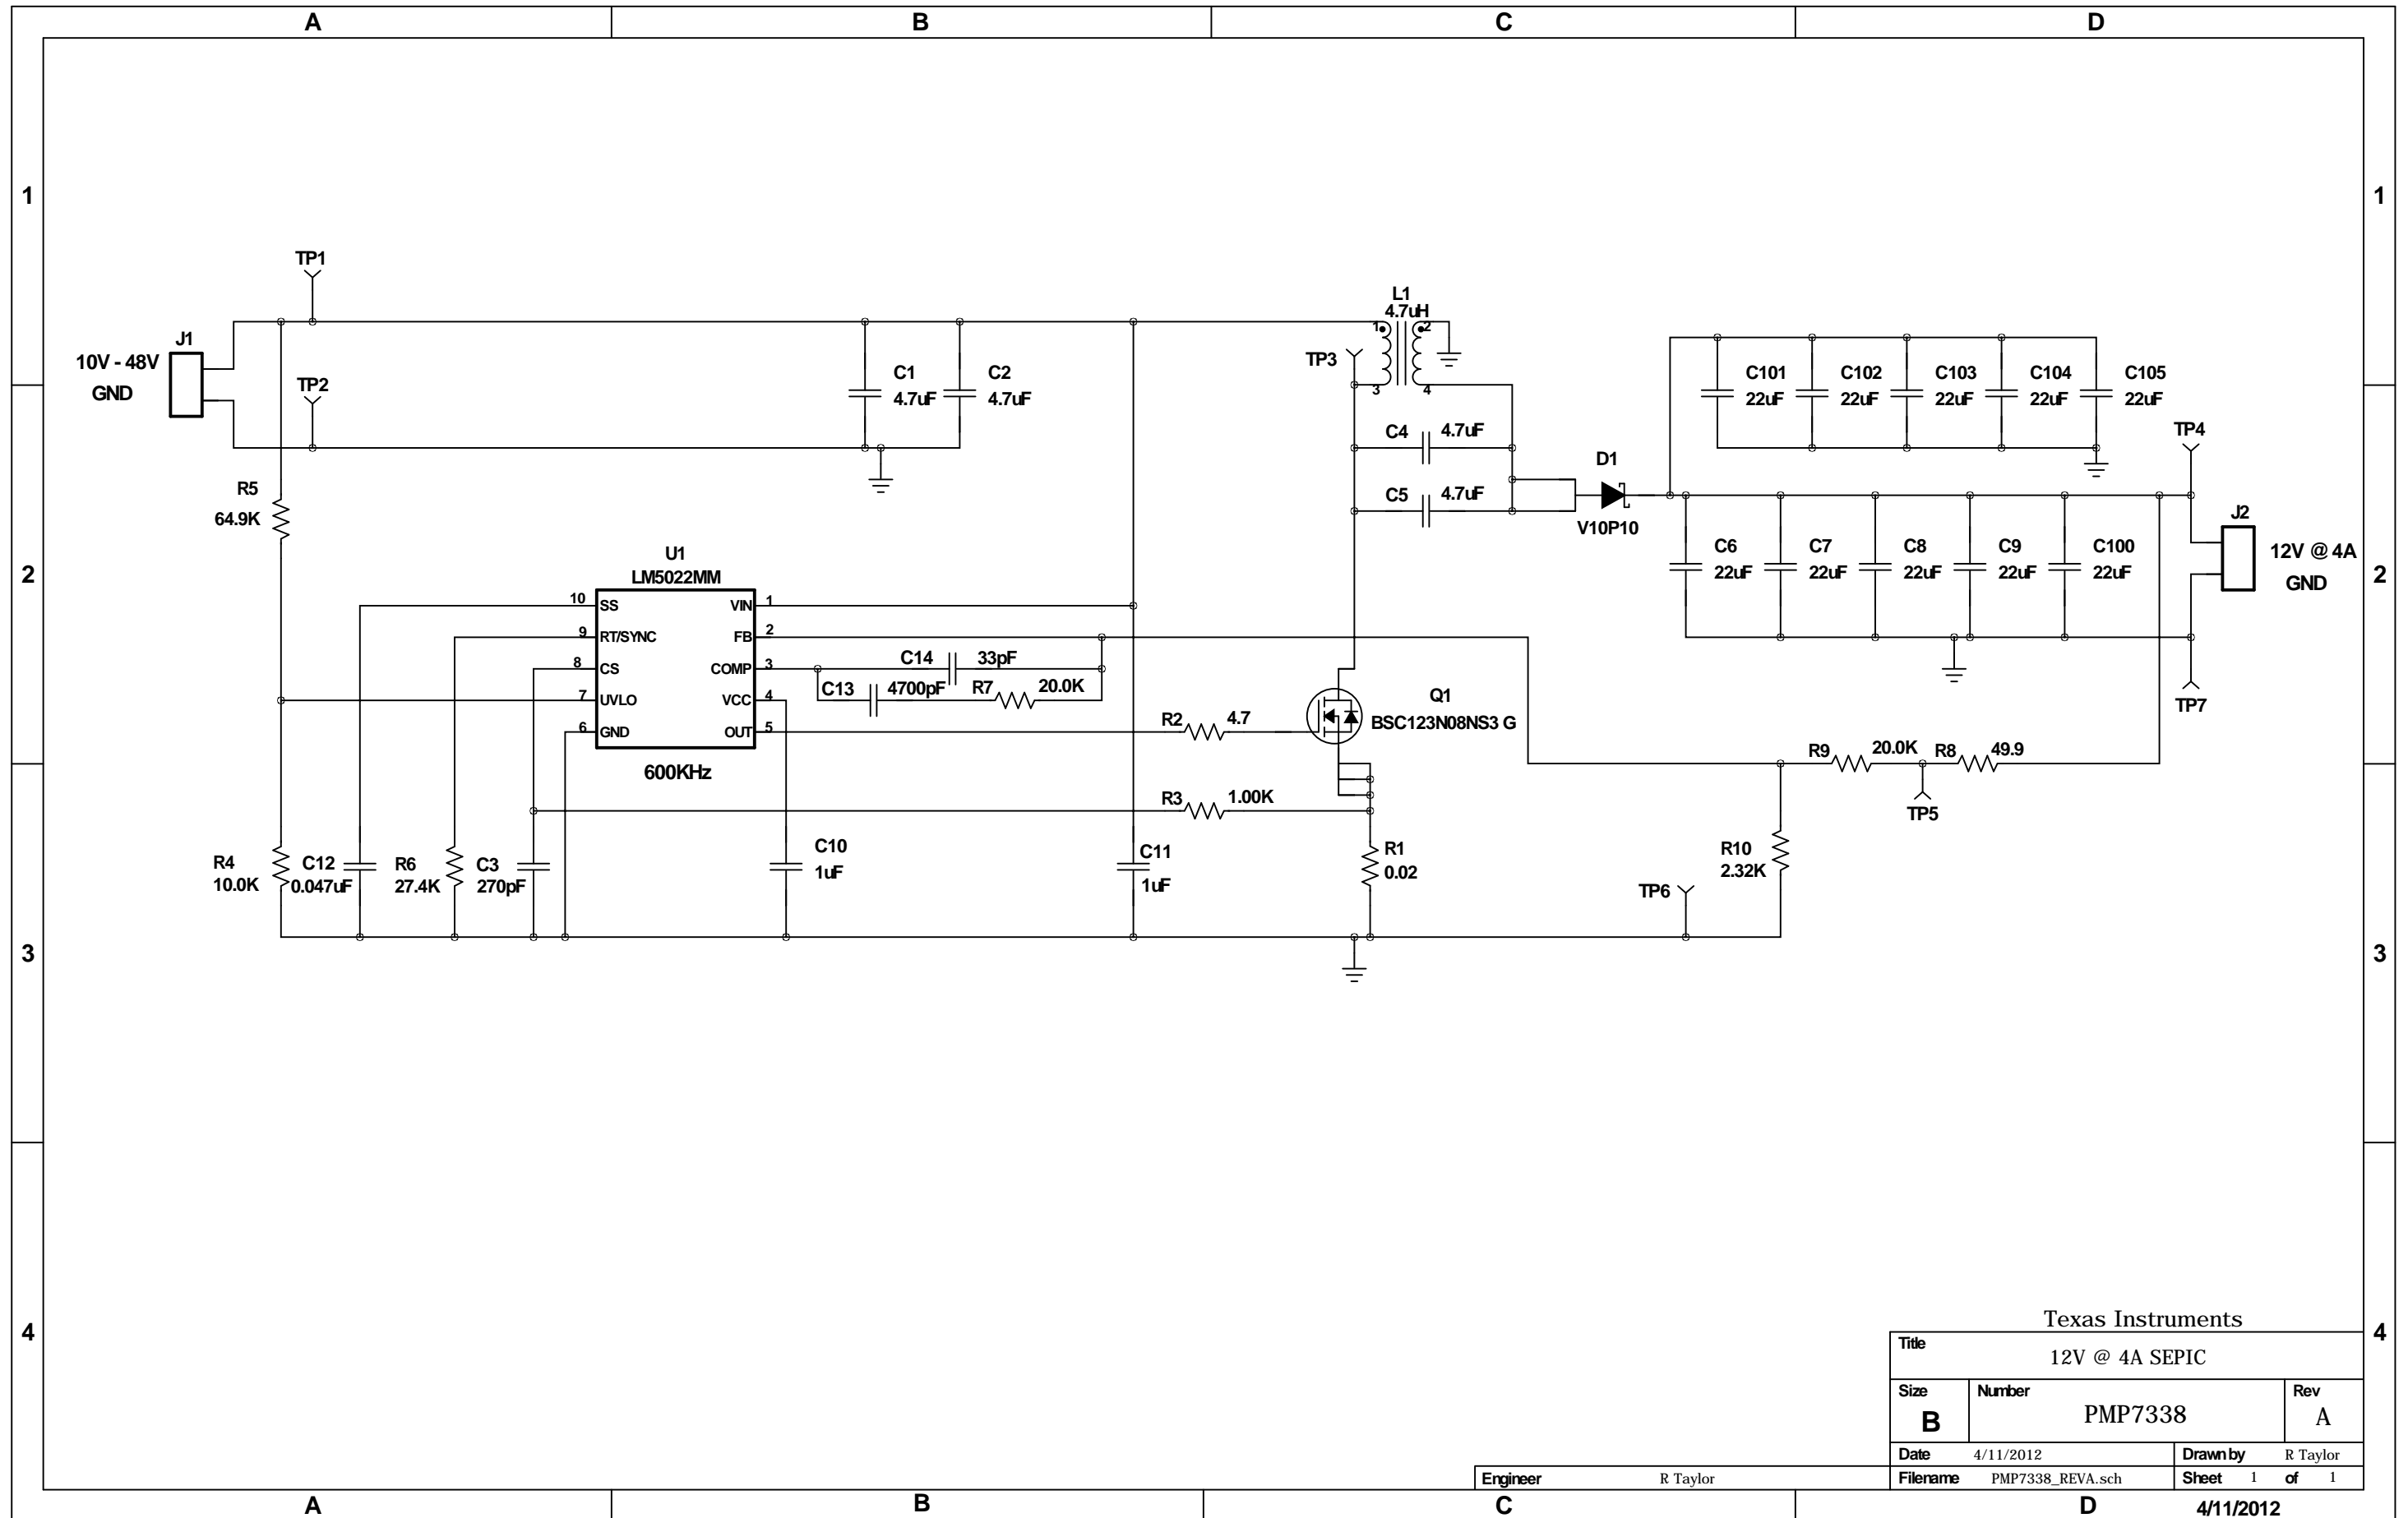 A B C D
1 1
TP1
L1
4.7uH
1 2
J1
TP3
10V - 48V
GND
TP2
C1
4.7uF
C2
4.7uF
3 4
C101
22uF
C102
22uF
C103
22uF
C104
22uF
C105
22uF
C4 4.7uF
TP4
D1
R5
64.9K
C5 4.7uF
V10P10
J2
12V @ 4A
GND
2 2
C6
22uF
C7
22uF
C8
22uF
C9
22uF
C100
22uF
U1
LM5022MM
10 SS VIN 1
9 RT/SYNC FB 2
8 CS COMP 3
7 UVLO VCC 4
6 GND OUT 5
600KHz
C14 33pF
C13 4700pF R7 20.0K
R2 4.7
Q1
BSC123N08NS3 G
TP7
R9 20.0K R8 49.9
TP5
R3 1.00K
R4
10.0K
C12
0.047uF
R6
27.4K
C3
270pF
C10
1uF
C11
1uF
R1
0.02
R10
2.32K
TP6
3 3
4 4
Texas Instruments
Title
12V @ 4A SEPIC
Size Number Rev
B PMP7338 A
Date 4/11/2012 Drawn by R Taylor
Engineer R Taylor Filename PMP7338_REVA.sch Sheet 1 of 1
A B C D 4/11/2012